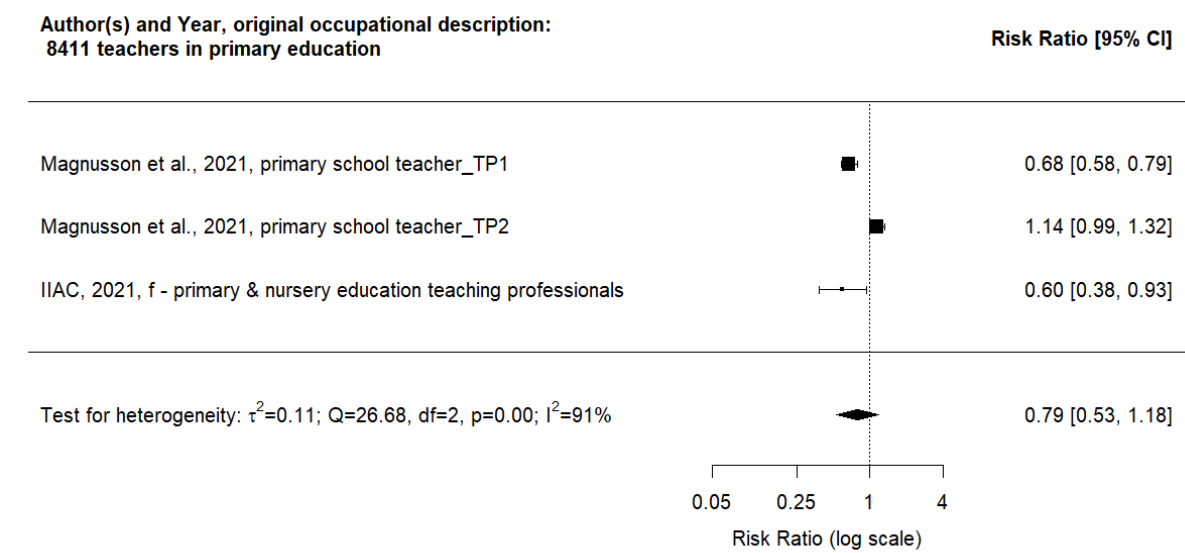 Author(s) and Year, original occupational description:
8411 teachers in primary education
Risk Ratio [95% CI]
Magnusson et al., 2021, primary school teacher_TP1 0.68 [0.58, 0.79]
Magnusson et al., 2021, primary school teacher_TP2 1.14 [0.99, 1.32]
IIAC, 2021, f - primary & nursery education teaching professionals 0.60 [0.38, 0.93]
Test for heterogeneity: τ²=0.11; Q=26.68, df=2, p=0.00; I²=91% 0.79 [0.53, 1.18]
0.05 0.25 1 4
Risk Ratio (log scale)